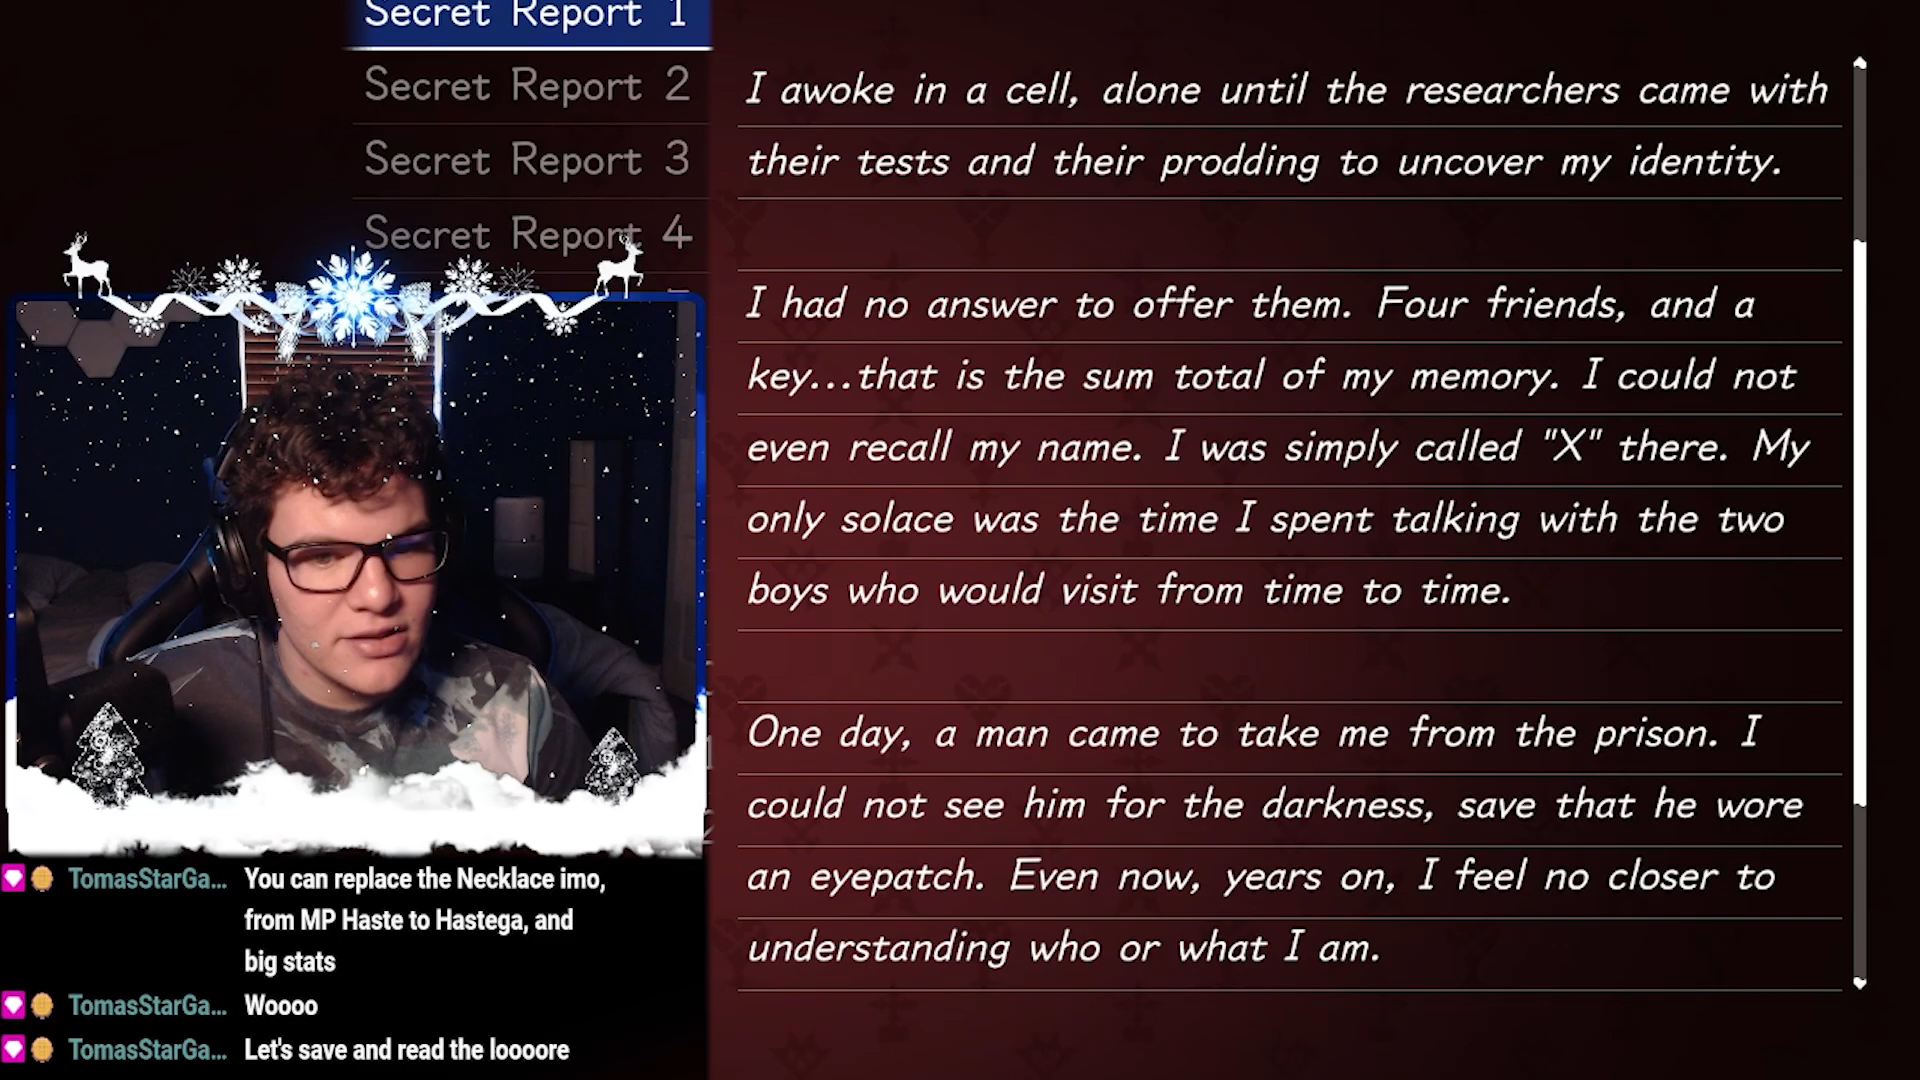 Secret Report 1
Secret Report 2
Secret Report 3
Secret Report 4
I awoke in a cell, alone until the researchers came with
their tests and their prodding to uncover my identity.
I had no answer to offer them. Four friends, and a
key...that is the sum total of my memory. I could not
even recall my name. I was simply called "X" there. My
only solace was the time I spent talking with the two
boys who would visit from time to time.
One day, a man came to take me from the prison. I
could not see him for the darkness, save that he wore
an eyepatch. Even now, years on, I feel no closer to
understanding who or what I am.
TomasStarGa... You can replace the Necklace imo,
from MP Haste to Hastega, and
big stats
TomasStarGa... Woooo
TomasStarGa... Let's save and read the loooore